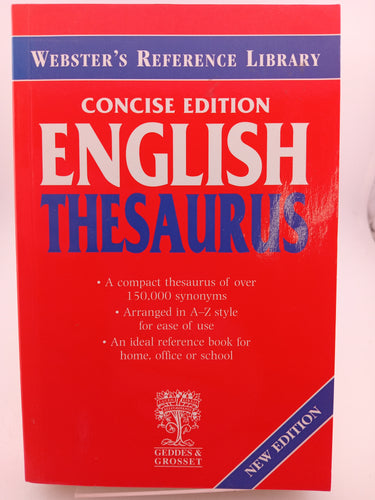 WEBSTER'S REFERENCE LIBRARY
CONCISE EDITION
ENGLISH
THESAURUS
• A compact thesaurus of over
150,000 synonyms
• Arranged in A–Z style
for ease of use
• An ideal reference book for
home, office or school
GEDDES &
GROSSET
NEW EDITION